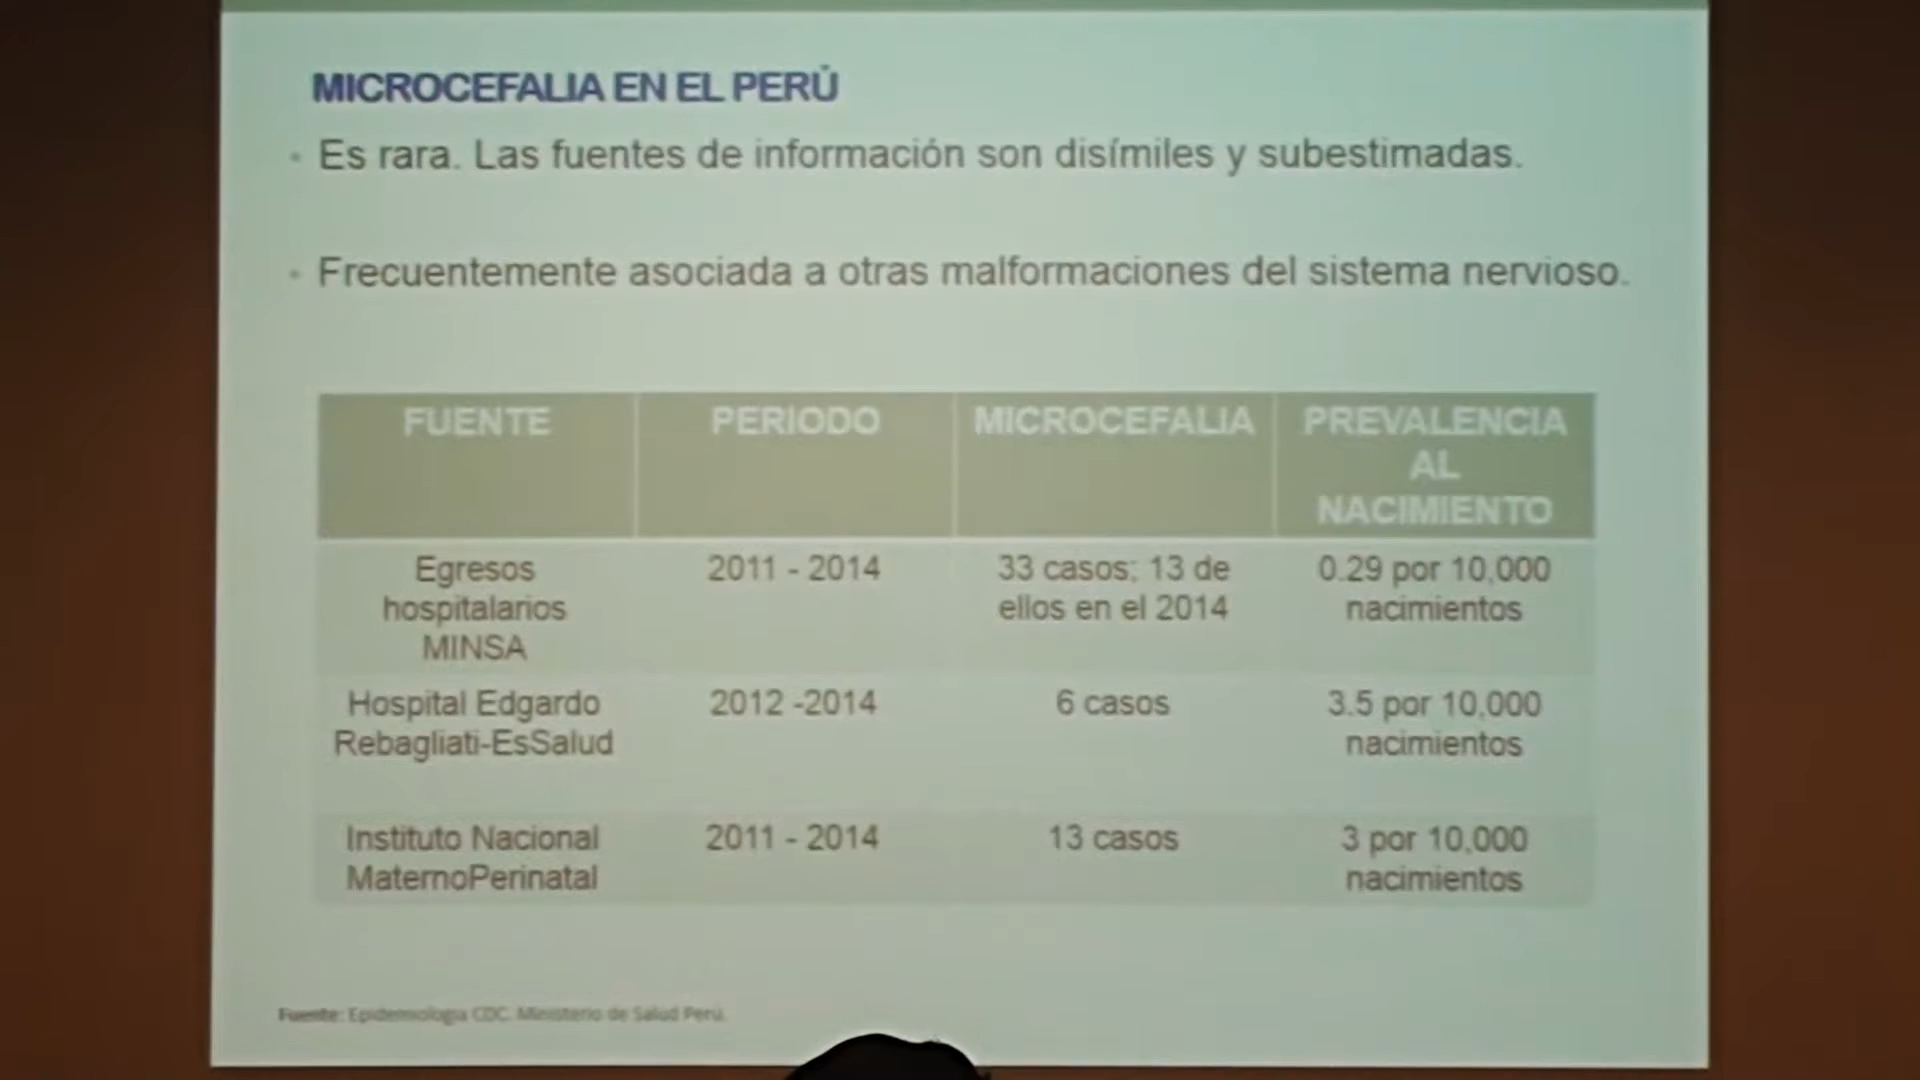 MICROCEFALIA EN EL PERÚ
• Es rara. Las fuentes de información son disímiles y subestimadas.
• Frecuentemente asociada a otras malformaciones del sistema nervioso.
FUENTE
PERIODO
MICROCEFALIA
PREVALENCIA
AL
NACIMIENTO
Egresos
hospitalarios
MINSA
2011 - 2014
33 casos; 13 de
ellos en el 2014
0.29 por 10,000
nacimientos
Hospital Edgardo
Rebagliati-EsSalud
2012 -2014
6 casos
3.5 por 10,000
nacimientos
Instituto Nacional
MaternoPerinatal
2011 - 2014
13 casos
3 por 10,000
nacimientos
Fuente: Epidemiologia CDC. Ministerio de Salud Perú.